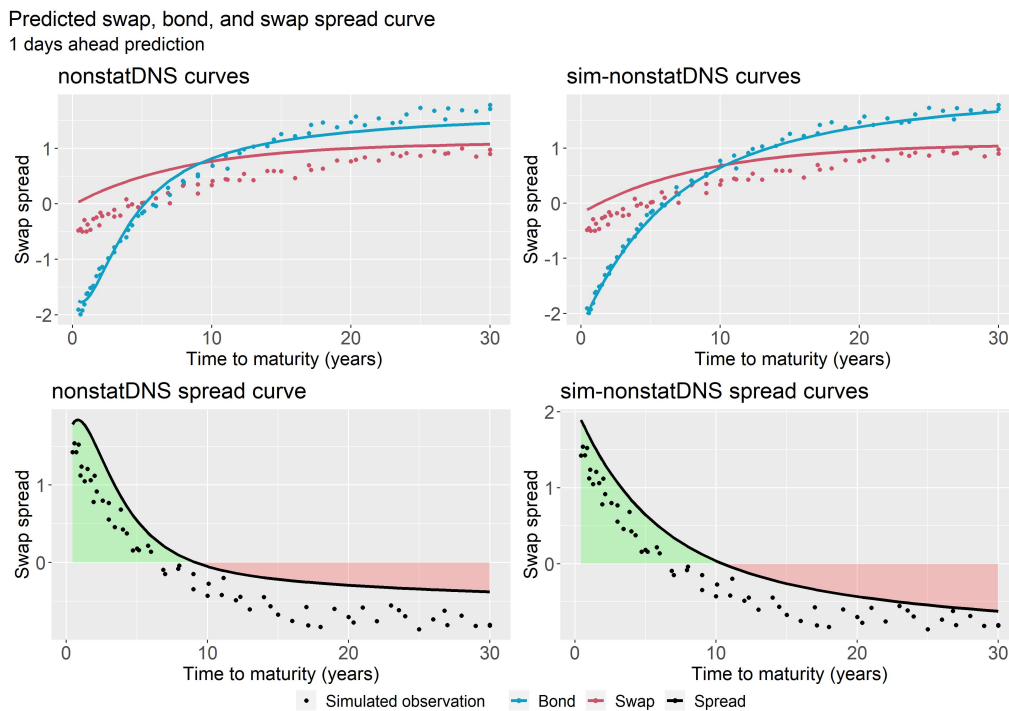 Predicted swap, bond, and swap spread curve
1 days ahead prediction
nonstatDNS curves
Swap spread
1
0
-1
-2
0 10 20 30
Time to maturity (years)
sim-nonstatDNS curves
Swap spread
1
0
-1
-2
0 10 20 30
Time to maturity (years)
nonstatDNS spread curve
Swap spread
1
0
0 10 20 30
Time to maturity (years)
sim-nonstatDNS spread curves
Swap spread
2
1
0
0 10 20 30
Time to maturity (years)
Simulated observation Bond Swap Spread